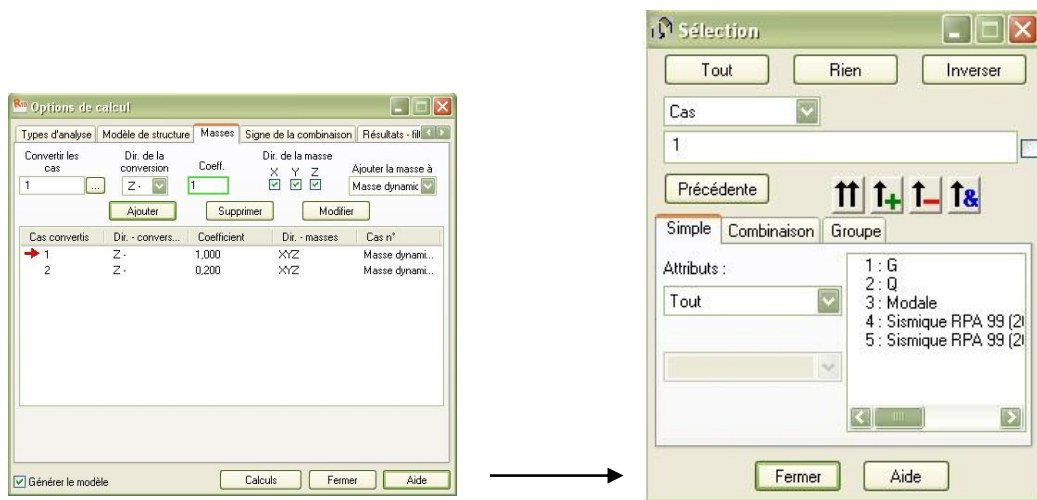 Options de calcul
Types d'analyse Modèle de structure Masses Signe de la combinaison Résultats - fil
Convertir les cas Dir. de la conversion Coeff. Dir. de la masse X Y Z Ajouter la masse à
1 ... Z - 1 Masse dynamic
Ajouter Supprimer Modifier
Cas convertis Dir. - convers... Coefficient Dir. - masses Cas n°
1 Z - 1,000 XYZ Masse dynami...
2 Z - 0,200 XYZ Masse dynami...
Générer le modèle Calculs Fermer Aide
Sélection
Tout Rien Inverser
Cas
1
Précédente
Simple Combinaison Groupe
Attributs :
Tout
1 : G
2 : Q
3 : Modale
4 : Sismique RPA 99 (2
5 : Sismique RPA 99 (2
Fermer Aide